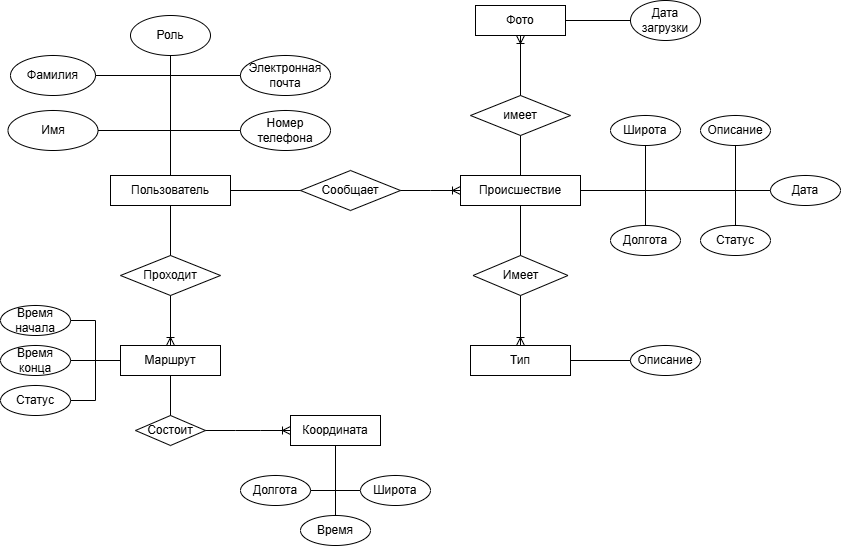 Фото
Дата
загрузки
Роль
Фамилия
Электронная
почта
имеет
Имя
Номер
телефона
Широта
Описание
Пользователь
Сообщает
Происшествие
Дата
Долгота
Статус
Проходит
Имеет
Время
начала
Время
конца
Маршрут
Тип
Описание
Статус
Состоит
Координата
Долгота
Широта
Время